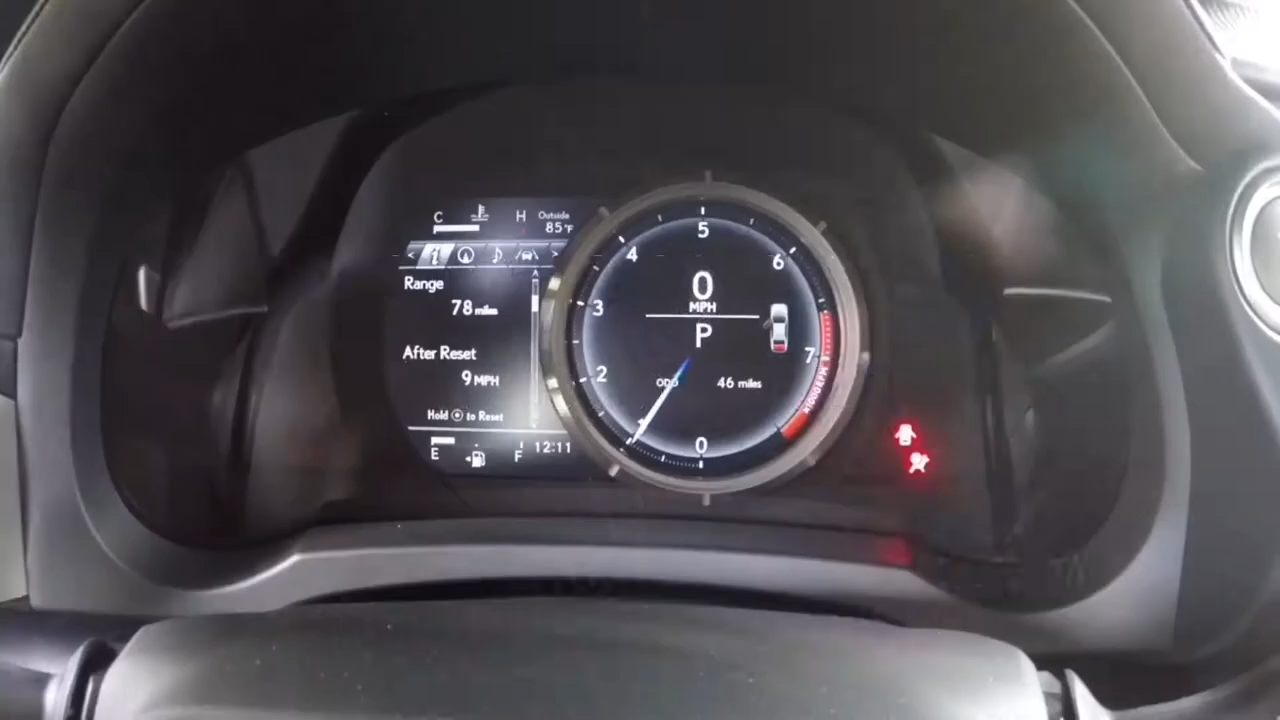 C H
Outside
85°F
< i >
Range
78 miles
After Reset
9 MPH
Hold to Reset
E F
12:11
0
1
2
3
4
5
6
7
x1000RPM
0
MPH
P
ODO 46 miles